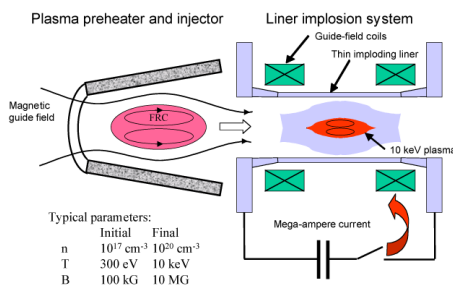 Plasma preheater and injector
Liner implosion system
Guide-field coils
Thin imploding liner
Magnetic
guide field
FRC
10 keV plasma
Mega-ampere current
Typical parameters:
Initial Final
n 10¹⁷ cm⁻³ 10²⁰ cm⁻³
T 300 eV 10 keV
B 100 kG 10 MG